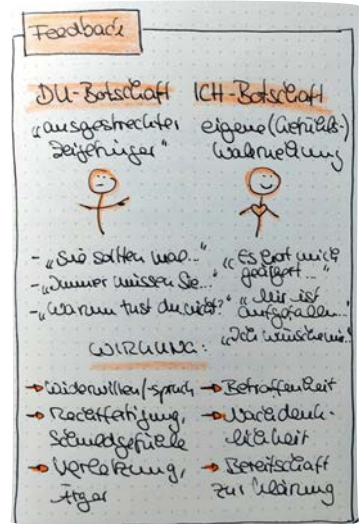 Feedback
DU-Botschaft
"ausgestreckter
Zeigefinger"
- "Sie sollten mal..."
- "Immer müssen Sie..."
- "Warum tust du nicht?"
ICH-Botschaft
eigene (Gefühls-)
Wahrnehmung
"Es hat mich
geärgert..."
"Mir ist
aufgefallen..."
"Ich wünsche mir.."
WIRKUNG:
→ Widerwillen/-spruch
→ Rechtfertigung,
Schuldgefühle
→ Verletzung,
Ärger
→ Betroffenheit
→ Nachdenk-
lichkeit
→ Bereitschaft
zur Klärung